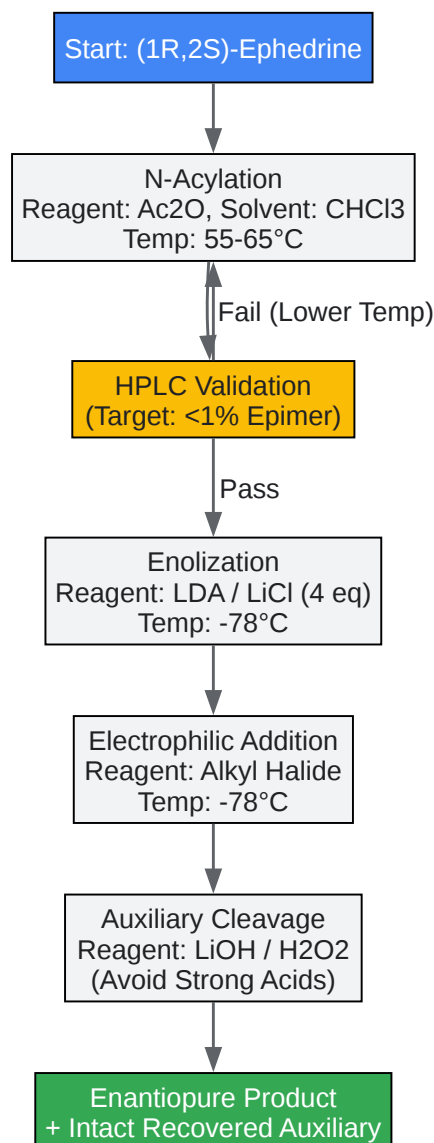 Start: (1R,2S)-Ephedrine
N-Acylation
Reagent: Ac2O, Solvent: CHCl3
Temp: 55-65°C
Fail (Lower Temp)
HPLC Validation
(Target: <1% Epimer)
Pass
Enolization
Reagent: LDA / LiCl (4 eq)
Temp: -78°C
Electrophilic Addition
Reagent: Alkyl Halide
Temp: -78°C
Auxiliary Cleavage
Reagent: LiOH / H2O2
(Avoid Strong Acids)
Enantiopure Product
+ Intact Recovered Auxiliary